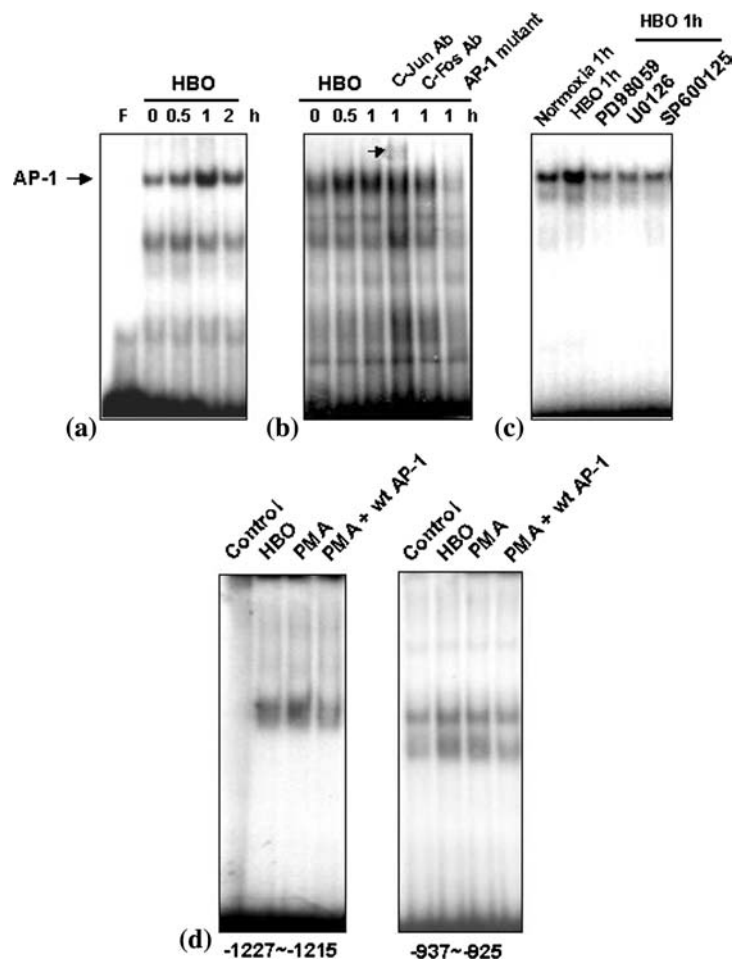 HBO 1h
C-Jun Ab
C-Fos Ab
AP-1 mutant
Normoxia 1h
HBO 1h
PD98059
U0126
SP600125
HBO
HBO
F 0 0.5 1 2 h
0 0.5 1 1 1 1 h
AP-1
(a)
(b)
(c)
Control
HBO
PMA
PMA + wt AP-1
Control
HBO
PMA
PMA + wt AP-1
(d)
-1227~-1215
-937~-925